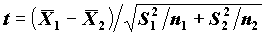 t = (X̅₁ − X̅₂)/√(S₁²/n₁ + S₂²/n₂)